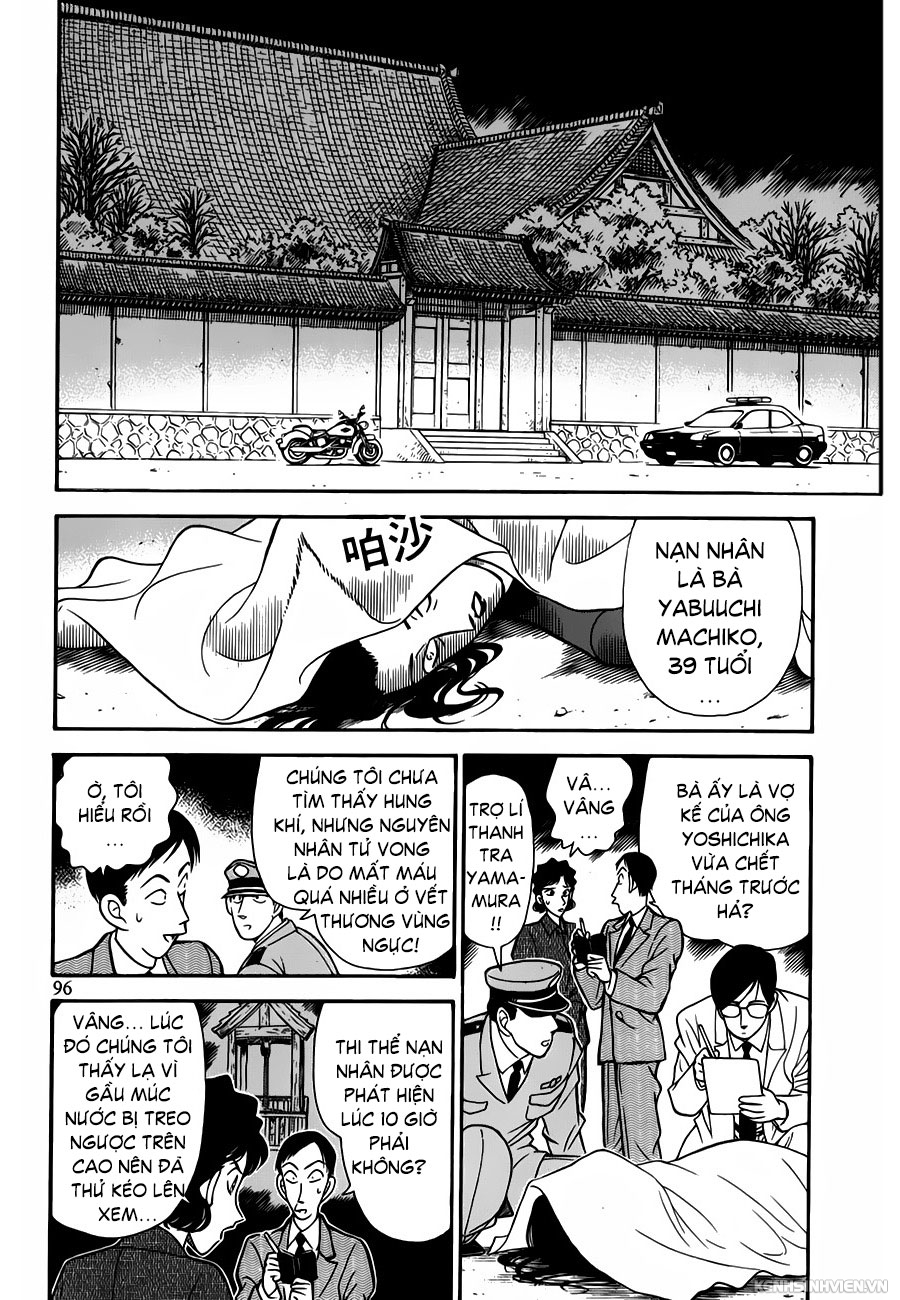 咱沙
NẠN NHÂN
LÀ BÀ
YABUUCHI
MACHIKO,
39 TUỔI
...
BÀ ẤY LÀ VỢ
KẾ CỦA ÔNG
YOSHICHIKA
VỪA CHẾT
THÁNG TRƯỚC
HẢ?
VÂ...
VÂNG
...
TRỢ LÍ
THANH
TRA
YAMA-
MURA
!!
CHÚNG TÔI CHƯA
TÌM THẤY HUNG
KHÍ, NHƯNG NGUYÊN
NHÂN TỬ VONG
LÀ DO MẤT MÁU
QUÁ NHIỀU Ở VẾT
THƯƠNG VÙNG
NGỰC!
Ờ, TÔI
HIỂU RỒI
...
96
THI THỂ NẠN
NHÂN ĐƯỢC
PHÁT HIỆN
LÚC 10 GIỜ
PHẢI
KHÔNG?
VÂNG... LÚC
ĐÓ CHÚNG TÔI
THẤY LẠ VÌ
GẦU MÚC
NƯỚC BỊ TREO
NGƯỢC TRÊN
CAO NÊN ĐÃ
THỬ KÉO LÊN
XEM...
KENHSINHVIEN.VN